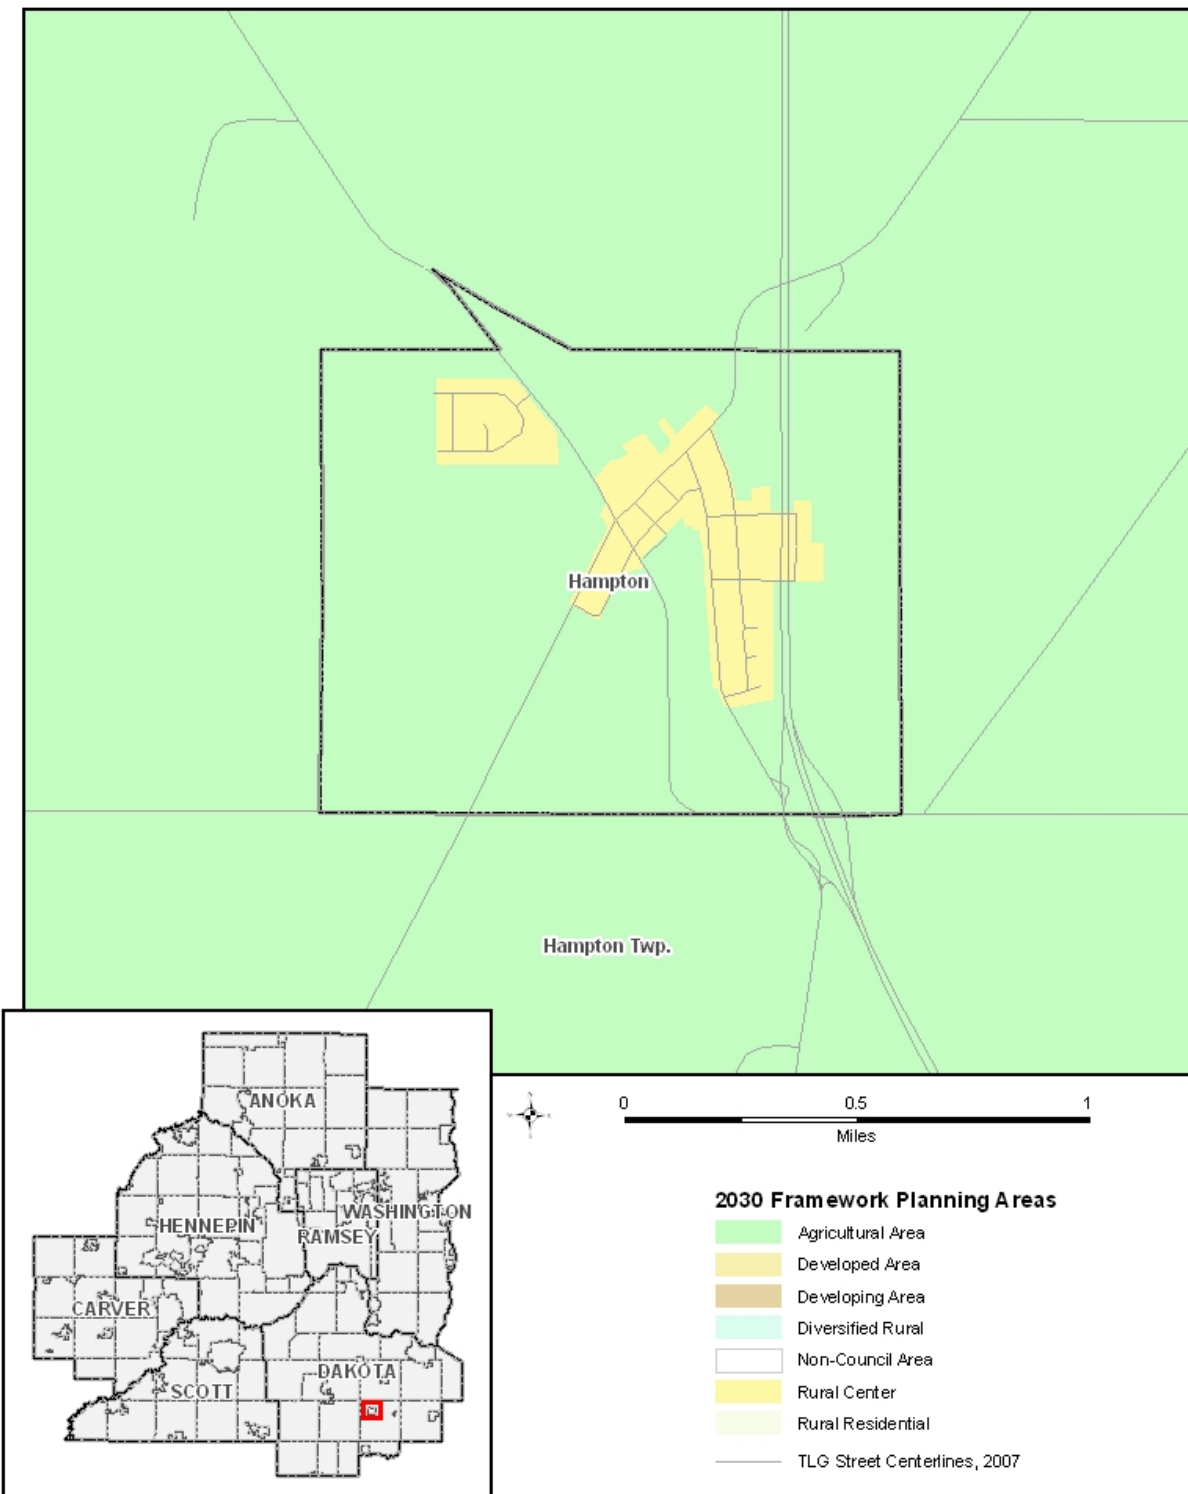 Hampton
Hampton Twp.
ANOKA
WASHINGTON
HENNEPIN
RAMSEY
CARVER
DAKOTA
SCOTT
0 0.5 1
Miles
2030 Framework Planning Areas
Agricultural Area
Developed Area
Developing Area
Diversified Rural
Non-Council Area
Rural Center
Rural Residential
TLG Street Centerlines, 2007